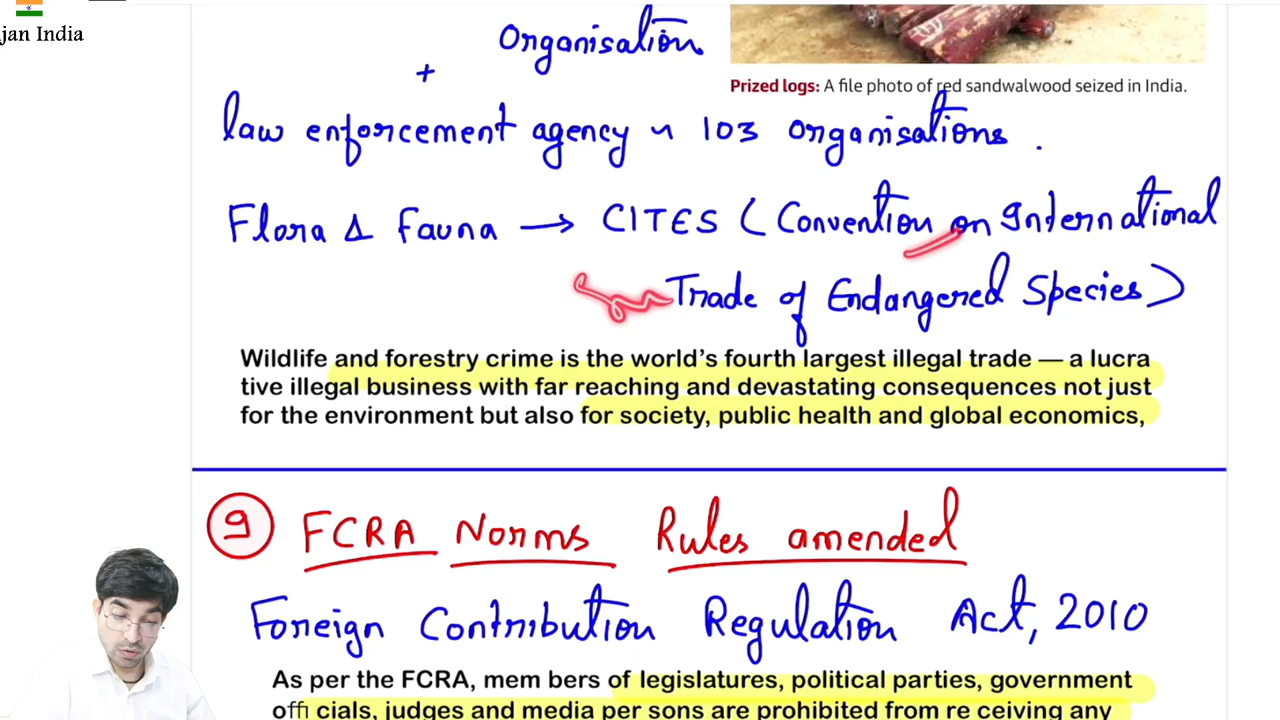 jan India
Organisation
Prized logs: A file photo of red sandwalwood seized in India.
+
law enforcement agency ~ 103 organisations.
Flora & Fauna → CITES (Convention on International
Trade of Endangered Species)
Wildlife and forestry crime is the world's fourth largest illegal trade — a lucra
tive illegal business with far reaching and devastating consequences not just
for the environment but also for society, public health and global economics,
9 FCRA Norms Rules amended
Foreign Contribution Regulation Act, 2010
As per the FCRA, mem bers of legislatures, political parties, government
offi cials, judges and media per sons are prohibited from re ceiving any